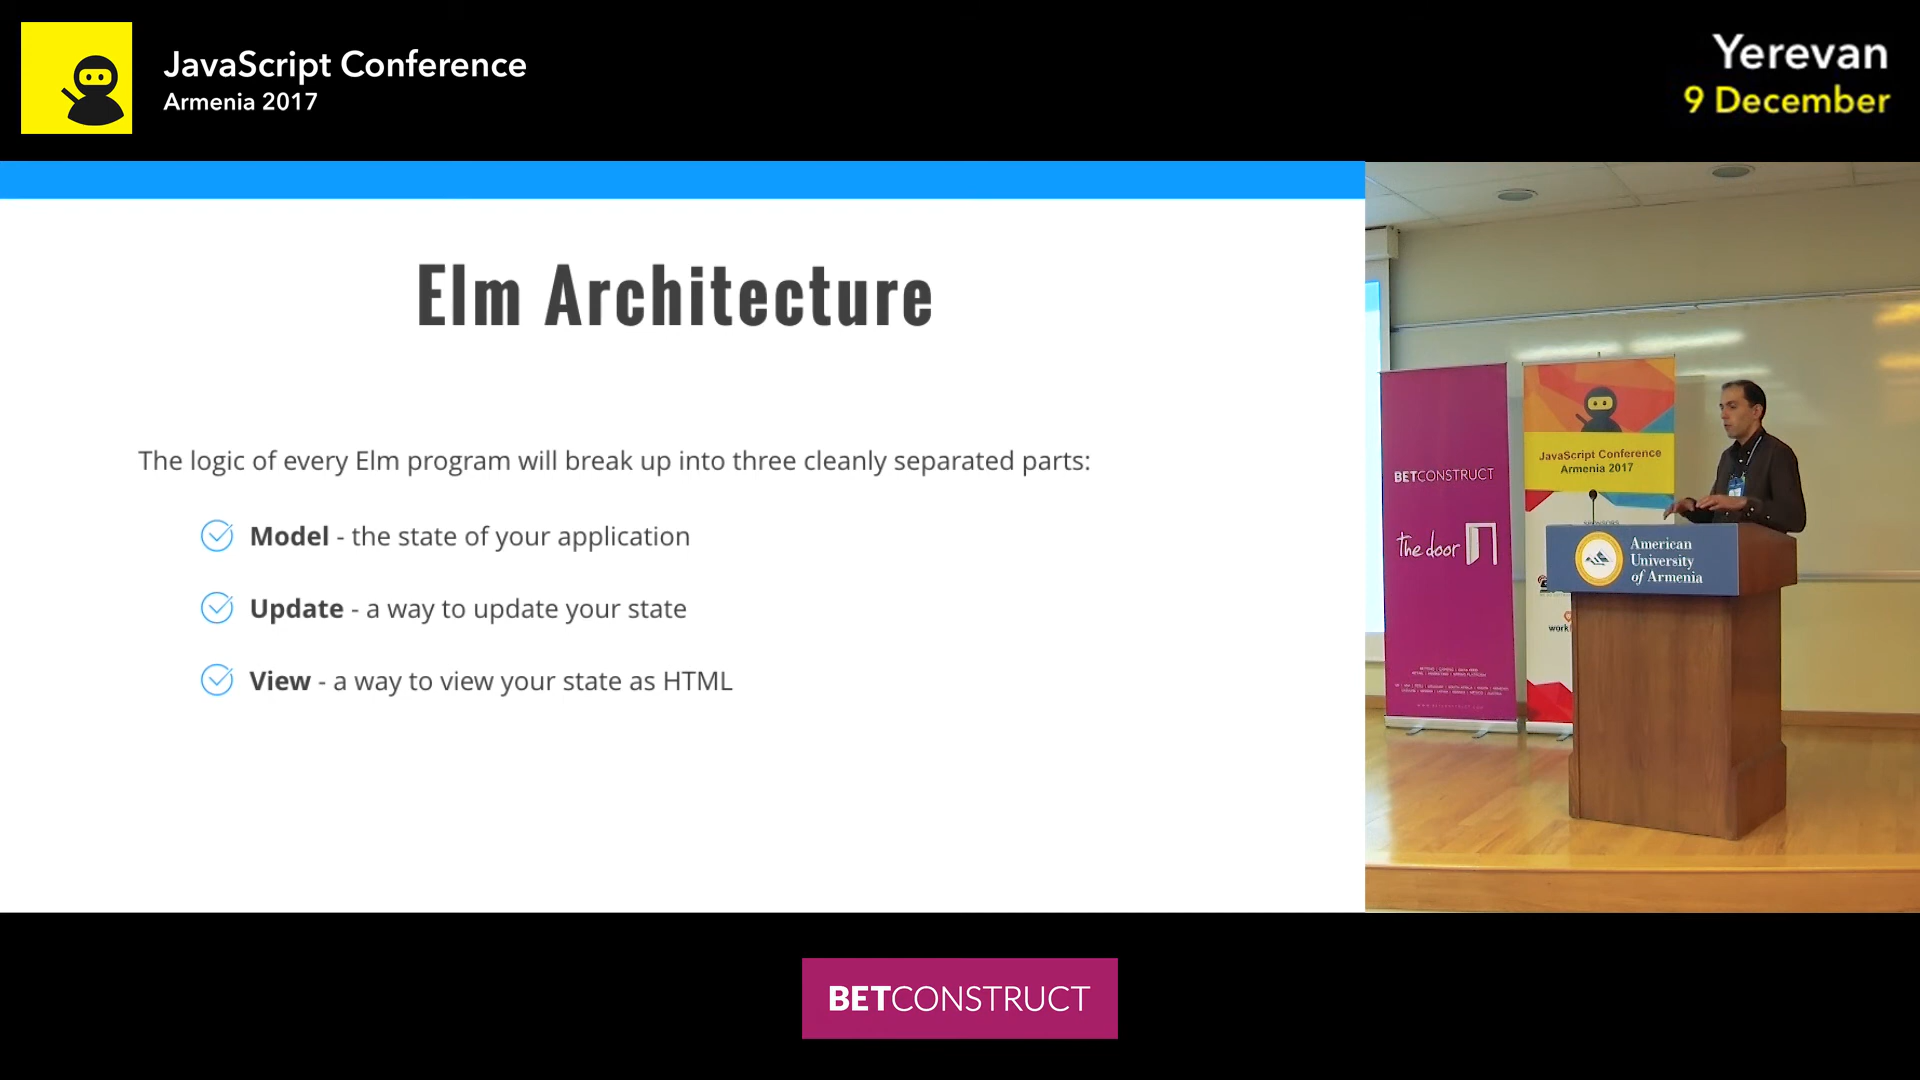 JavaScript Conference
Armenia 2017
Yerevan
9 December
Elm Architecture
The logic of every Elm program will break up into three cleanly separated parts:
Model - the state of your application
Update - a way to update your state
View - a way to view your state as HTML
BETCONSTRUCT
the door
JavaScript Conference
Armenia 2017
SPONSORS
American
University
of Armenia
work
BETCONSTRUCT